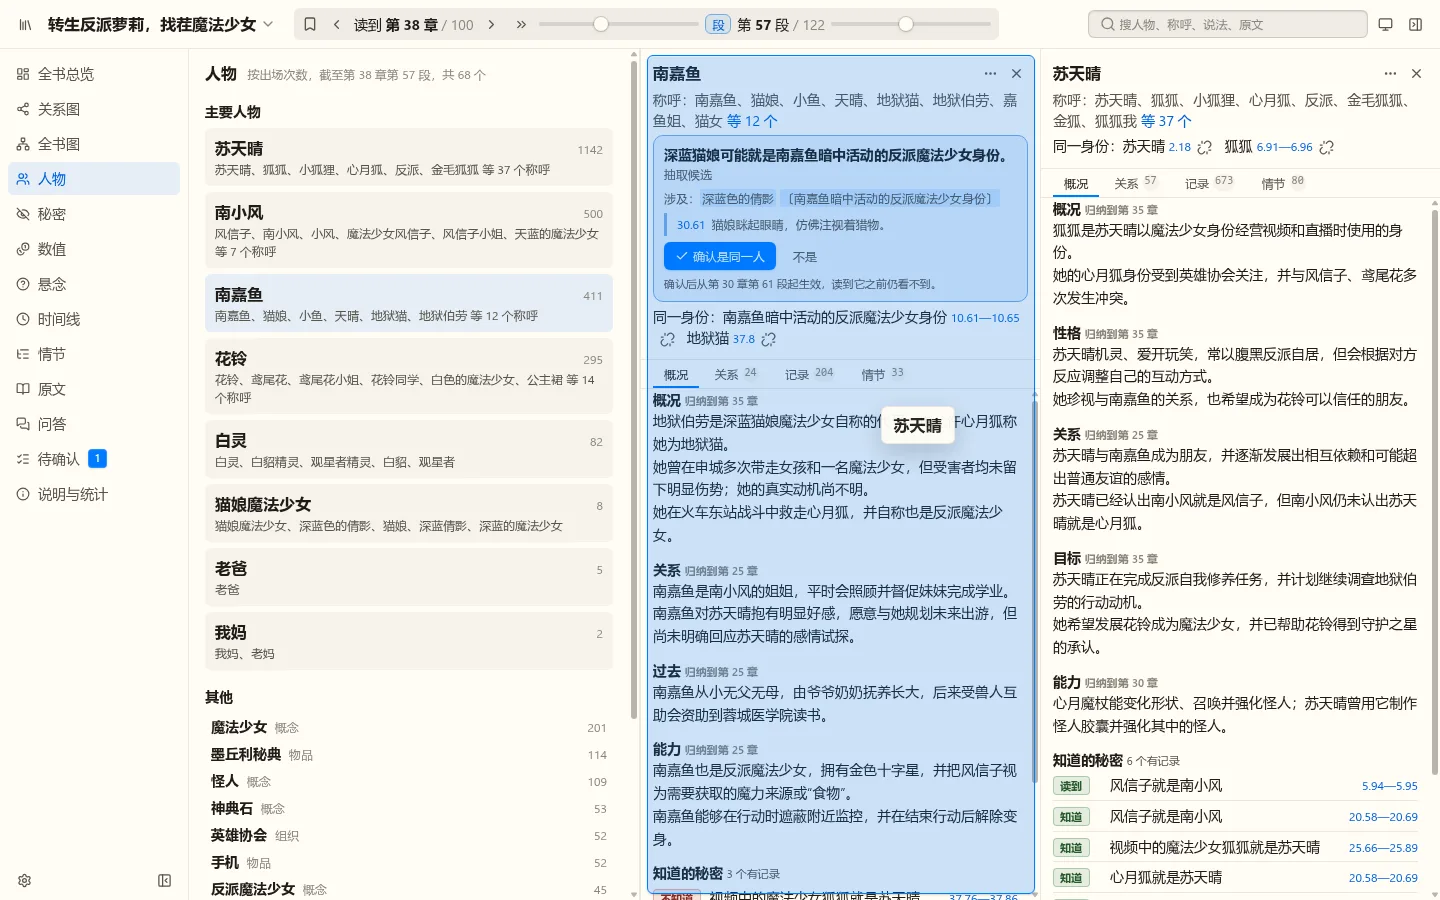 转生反派萝莉，找茬魔法少女
读到 第 38 章 / 100
段 第 57 段 / 122
搜人物、称呼、说法、原文
全书总览
关系图
全书图
人物
秘密
数值
悬念
时间线
情节
原文
问答
待确认 1
说明与统计
人物 按出场次数，截至第 38 章第 57 段，共 68 个
主要人物
苏天晴 1142
苏天晴、狐狐、小狐狸、心月狐、反派、金毛狐狐 等 37 个称呼
南小风 500
风信子、南小风、小风、魔法少女风信子、风信子小姐、天蓝的魔法少女
等 7 个称呼
南嘉鱼 411
南嘉鱼、猫娘、小鱼、天晴、地狱猫、地狱伯劳 等 12 个称呼
花铃 295
花铃、鸢尾花、鸢尾花小姐、花铃同学、白色的魔法少女、公主裙 等 14
个称呼
白灵 82
白灵、白貂精灵、观星者精灵、白貂、观星者
猫娘魔法少女 8
猫娘魔法少女、深蓝色的倩影、猫娘、深蓝倩影、深蓝的魔法少女
老爸 5
老爸
我妈 2
我妈、老妈
其他
魔法少女 概念 201
墨丘利秘典 物品 114
怪人 概念 109
神典石 概念 53
英雄协会 组织 52
手机 物品 52
反派魔法少女 概念 45
南嘉鱼
称呼：南嘉鱼、猫娘、小鱼、天晴、地狱猫、地狱伯劳、嘉
鱼姐、猫女 等 12 个
深蓝猫娘可能就是南嘉鱼暗中活动的反派魔法少女身份。
抽取候选
涉及：深蓝色的倩影 〔南嘉鱼暗中活动的反派魔法少女身份〕
30.61 猫娘眯起眼睛，仿佛注视着猎物。
确认是同一人 不是
确认后从第 30 章第 61 段起生效，读到它之前仍看不到。
同一身份：南嘉鱼暗中活动的反派魔法少女身份 10.61—10.65
地狱猫 37.8
概况 关系 24 记录 204 情节 33
概况 归纳到第 35 章
地狱伯劳是深蓝猫娘魔法少女自称的 心月狐称
她为地狱猫。
她曾在申城多次带走女孩和一名魔法少女，但受害者均未留
下明显伤势；她的真实动机尚不明。
她在火车东站战斗中救走心月狐，并自称也是反派魔法少
女。
关系 归纳到第 25 章
南嘉鱼是南小风的姐姐，平时会照顾并督促妹妹完成学业。
南嘉鱼对苏天晴抱有明显好感，愿意与她规划未来出游，但
尚未明确回应苏天晴的感情试探。
过去 归纳到第 25 章
南嘉鱼从小无父无母，由爷爷奶奶抚养长大，后来受兽人互
助会资助到蓉城医学院读书。
能力 归纳到第 25 章
南嘉鱼也是反派魔法少女，拥有金色十字星，并把风信子视
为需要获取的魔力来源或“食物”。
南嘉鱼能够在行动时遮蔽附近监控，并在结束行动后解除变
身。
知道的秘密 3 个有记录
不知道 视频中的魔法少女狐狐就是苏天晴 37.76—37.86
苏天晴
苏天晴
称呼：苏天晴、狐狐、小狐狸、心月狐、反派、金毛狐狐、
金狐、狐狐我 等 37 个
同一身份：苏天晴 2.18 狐狐 6.91—6.96
概况 关系 57 记录 673 情节 80
概况 归纳到第 35 章
狐狐是苏天晴以魔法少女身份经营视频和直播时使用的身
份。
她的心月狐身份受到英雄协会关注，并与风信子、鸢尾花多
次发生冲突。
性格 归纳到第 35 章
苏天晴机灵、爱开玩笑，常以腹黑反派自居，但会根据对方
反应调整自己的互动方式。
她珍视与南嘉鱼的关系，也希望成为花铃可以信任的朋友。
关系 归纳到第 25 章
苏天晴与南嘉鱼成为朋友，并逐渐发展出相互依赖和可能超
出普通友谊的感情。
苏天晴已经认出南小风就是风信子，但南小风仍未认出苏天
晴就是心月狐。
目标 归纳到第 35 章
苏天晴正在完成反派自我修养任务，并计划继续调查地狱伯
劳的行动动机。
她希望发展花铃成为魔法少女，并已帮助花铃得到守护之星
的承认。
能力 归纳到第 30 章
心月魔杖能变化形状、召唤并强化怪人；苏天晴曾用它制作
怪人胶囊并强化其中的怪人。
知道的秘密 6 个有记录
读到 风信子就是南小风 5.94—5.95
知道 风信子就是南小风 20.58—20.69
知道 视频中的魔法少女狐狐就是苏天晴 25.66—25.89
知道 心月狐就是苏天晴 20.58—20.69